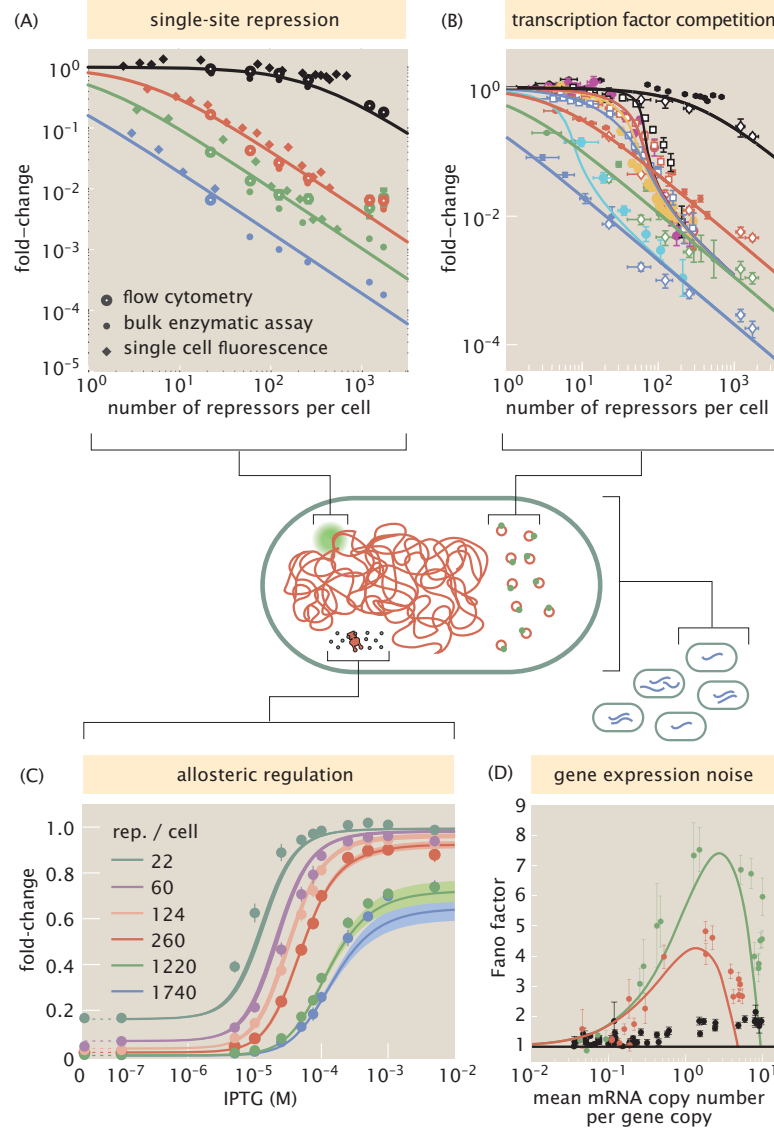 (A)
single-site repression
10^0
10^-1
10^-2
10^-3
10^-4
10^-5
fold-change
flow cytometry
bulk enzymatic assay
single cell fluorescence
10^0 10^1 10^2 10^3
number of repressors per cell
(B)
transcription factor competition
10^0
10^-2
10^-4
fold-change
10^0 10^1 10^2 10^3
number of repressors per cell
(C)
allosteric regulation
rep. / cell
22
60
124
260
1220
1740
1.0
0.8
0.6
0.4
0.2
0
fold-change
0 10^-7 10^-6 10^-5 10^-4 10^-3 10^-2
IPTG (M)
(D)
gene expression noise
9
8
7
6
5
4
3
2
1
Fano factor
10^-2 10^-1 10^0 10^1
mean mRNA copy number
per gene copy